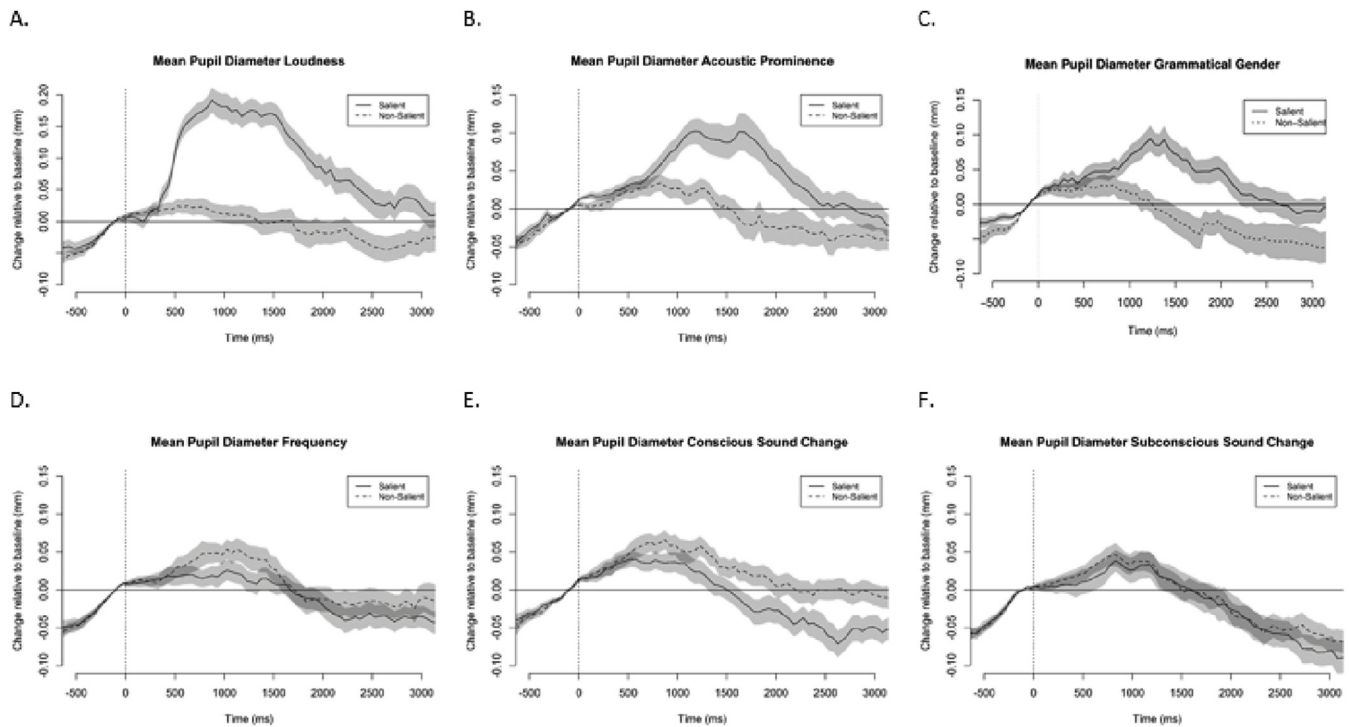 A.
Mean Pupil Diameter Loudness
Salient
Non-Salient
Change relative to baseline (mm)
0.20
0.15
0.10
0.05
0.00
-0.10
-500 0 500 1000 1500 2000 2500 3000
Time (ms)
B.
Mean Pupil Diameter Acoustic Prominence
Salient
Non-Salient
Change relative to baseline (mm)
0.15
0.10
0.05
0.00
-0.05
-0.10
-500 0 500 1000 1500 2000 2500 3000
Time (ms)
C.
Mean Pupil Diameter Grammatical Gender
Salient
Non-Salient
Change relative to baseline (mm)
0.15
0.10
0.05
0.00
-0.10
-500 0 500 1000 1500 2000 2500 3000
Time (ms)
D.
Mean Pupil Diameter Frequency
Salient
Non-Salient
Change relative to baseline (mm)
0.15
0.10
0.05
0.00
-0.05
-0.10
-500 0 500 1000 1500 2000 2500 3000
Time (ms)
E.
Mean Pupil Diameter Conscious Sound Change
Salient
Non-Salient
Change relative to baseline (mm)
0.15
0.10
0.05
0.00
-0.05
-0.10
-500 0 500 1000 1500 2000 2500 3000
Time (ms)
F.
Mean Pupil Diameter Subconscious Sound Change
Salient
Non-Salient
Change relative to baseline (mm)
0.15
0.10
0.05
0.00
-0.05
-0.10
-500 0 500 1000 1500 2000 2500 3000
Time (ms)